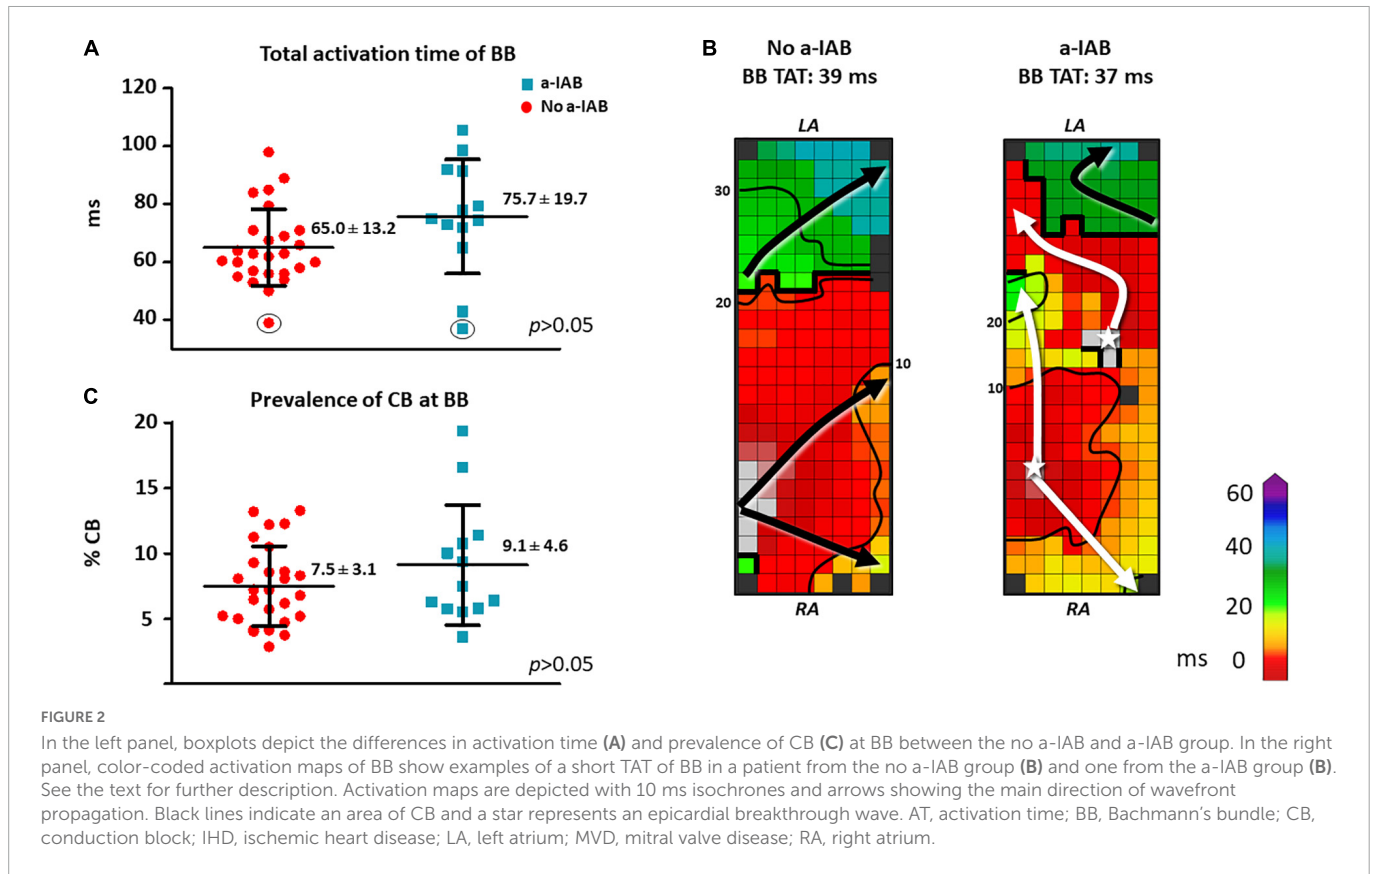 A
Total activation time of BB
a-IAB
No a-IAB
120
100
80
60
40
ms
65.0 ± 13.2
75.7 ± 19.7
p>0.05
B
No a-IAB
BB TAT: 39 ms
a-IAB
BB TAT: 37 ms
LA
LA
30
20
10
20
10
RA
RA
60
40
20
ms 0
C
Prevalence of CB at BB
20
15
10
5
% CB
7.5 ± 3.1
9.1 ± 4.6
p>0.05
FIGURE 2
In the left panel, boxplots depict the differences in activation time (A) and prevalence of CB (C) at BB between the no a-IAB and a-IAB group. In the right
panel, color-coded activation maps of BB show examples of a short TAT of BB in a patient from the no a-IAB group (B) and one from the a-IAB group (B).
See the text for further description. Activation maps are depicted with 10 ms isochrones and arrows showing the main direction of wavefront
propagation. Black lines indicate an area of CB and a star represents an epicardial breakthrough wave. AT, activation time; BB, Bachmann's bundle; CB,
conduction block; IHD, ischemic heart disease; LA, left atrium; MVD, mitral valve disease; RA, right atrium.